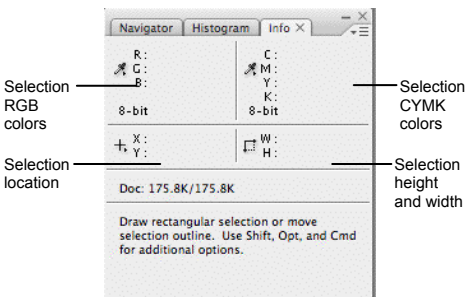 Navigator Histogram Info ×
R:
G:
B:
8-bit
C:
M:
Y:
K:
8-bit
Selection
RGB
colors
Selection
CYMK
colors
X:
Y:
W:
H:
Selection
location
Selection
height
and width
Doc: 175.8K/175.8K
Draw rectangular selection or move
selection outline. Use Shift, Opt, and Cmd
for additional options.